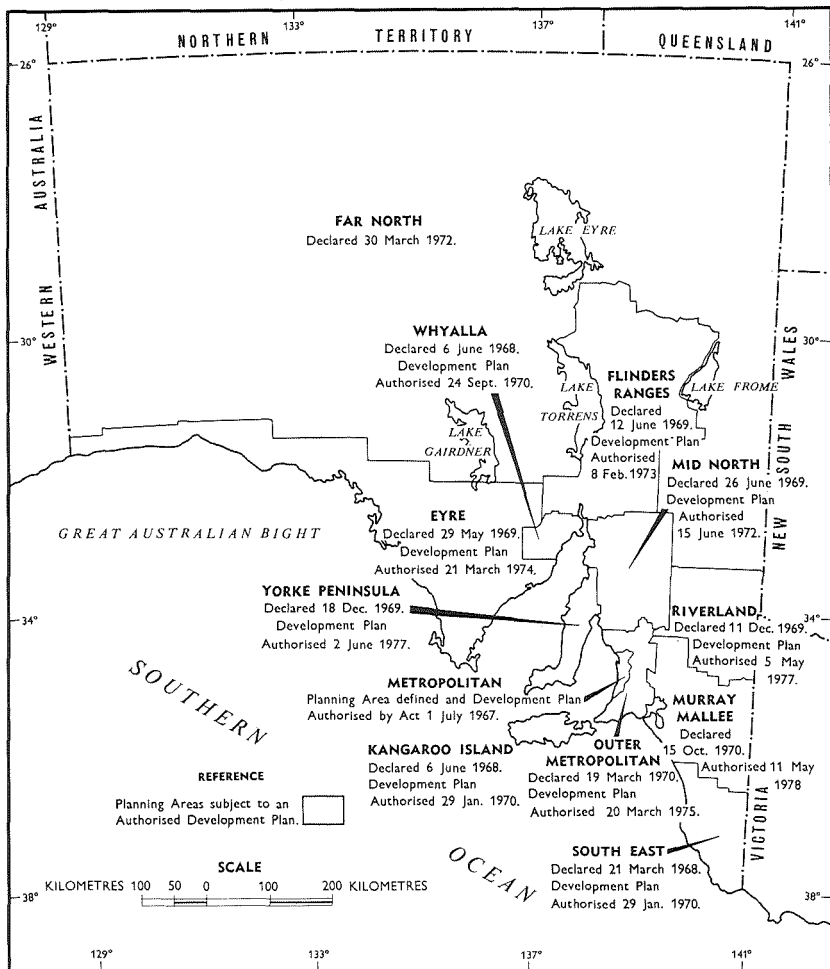 129°
133°
137°
141°
NORTHERN TERRITORY
QUEENSLAND
26°
26°
WESTERN AUSTRALIA
FAR NORTH
Declared 30 March 1972.
LAKE EYRE
30°
30°
WHYALLA
Declared 6 June 1968.
Development Plan
Authorised 24 Sept. 1970.
LAKE
TORRENS
FLINDERS
RANGES
Declared
12 June 1969.
Development Plan
Authorised
8 Feb. 1973
LAKE FROME
NEW SOUTH WALES
LAKE
GAIRDNER
MID NORTH
Declared 26 June 1969.
Development Plan
Authorised
15 June 1972.
GREAT AUSTRALIAN BIGHT
EYRE
Declared 29 May 1969.
Development Plan
Authorised 21 March 1974.
YORKE PENINSULA
Declared 18 Dec. 1969.
Development Plan
Authorised 2 June 1977.
34°
34°
RIVERLAND
Declared 11 Dec. 1969.
Development Plan
Authorised 5 May
1977.
SOUTHERN
METROPOLITAN
Planning Area defined and Development Plan
Authorised by Act 1 July 1967.
MURRAY
MALLEE
Declared
15 Oct. 1970.
Authorised 11 May
1978
KANGAROO ISLAND
Declared 6 June 1968.
Development Plan
Authorised 29 Jan. 1970.
OUTER
METROPOLITAN
Declared 19 March 1970.
Development Plan
Authorised 20 March 1975.
REFERENCE
Planning Areas subject to an
Authorised Development Plan.
VICTORIA
OCEAN
SOUTH EAST
Declared 21 March 1968.
Development Plan
Authorised 29 Jan. 1970.
SCALE
KILOMETRES 100 50 0 100 200 KILOMETRES
38°
38°
129°
133°
137°
141°